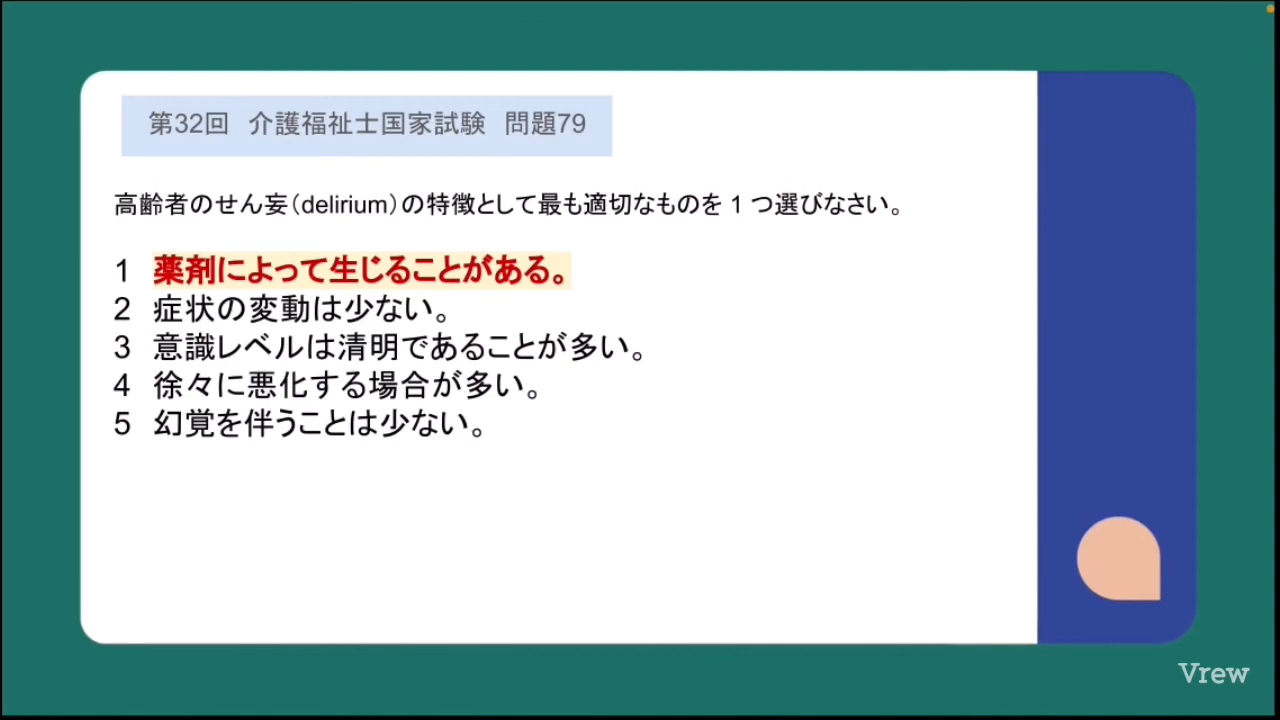 第32回　介護福祉士国家試験　問題79
高齢者のせん妄（delirium）の特徴として最も適切なものを 1 つ選びなさい。
1　薬剤によって生じることがある。
2　症状の変動は少ない。
3　意識レベルは清明であることが多い。
4　徐々に悪化する場合が多い。
5　幻覚を伴うことは少ない。
Vrew